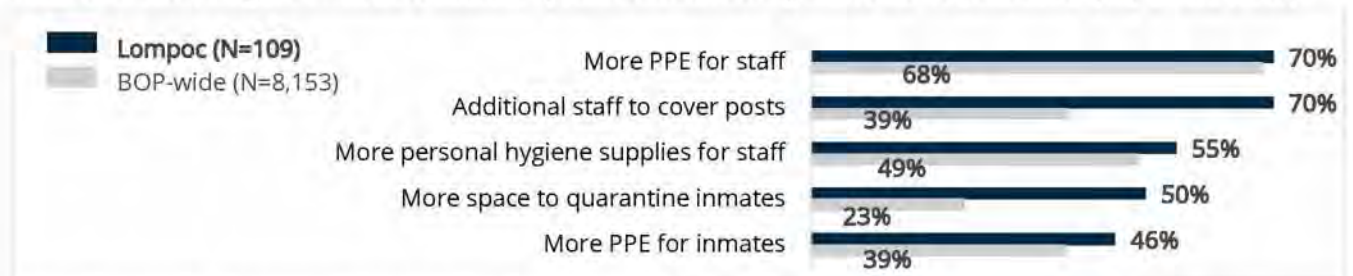 Lompoc (N=109)
BOP-wide (N=8,153)
More PPE for staff 70%
68%
Additional staff to cover posts 70%
39%
More personal hygiene supplies for staff 55%
49%
More space to quarantine inmates 50%
23%
More PPE for inmates 46%
39%